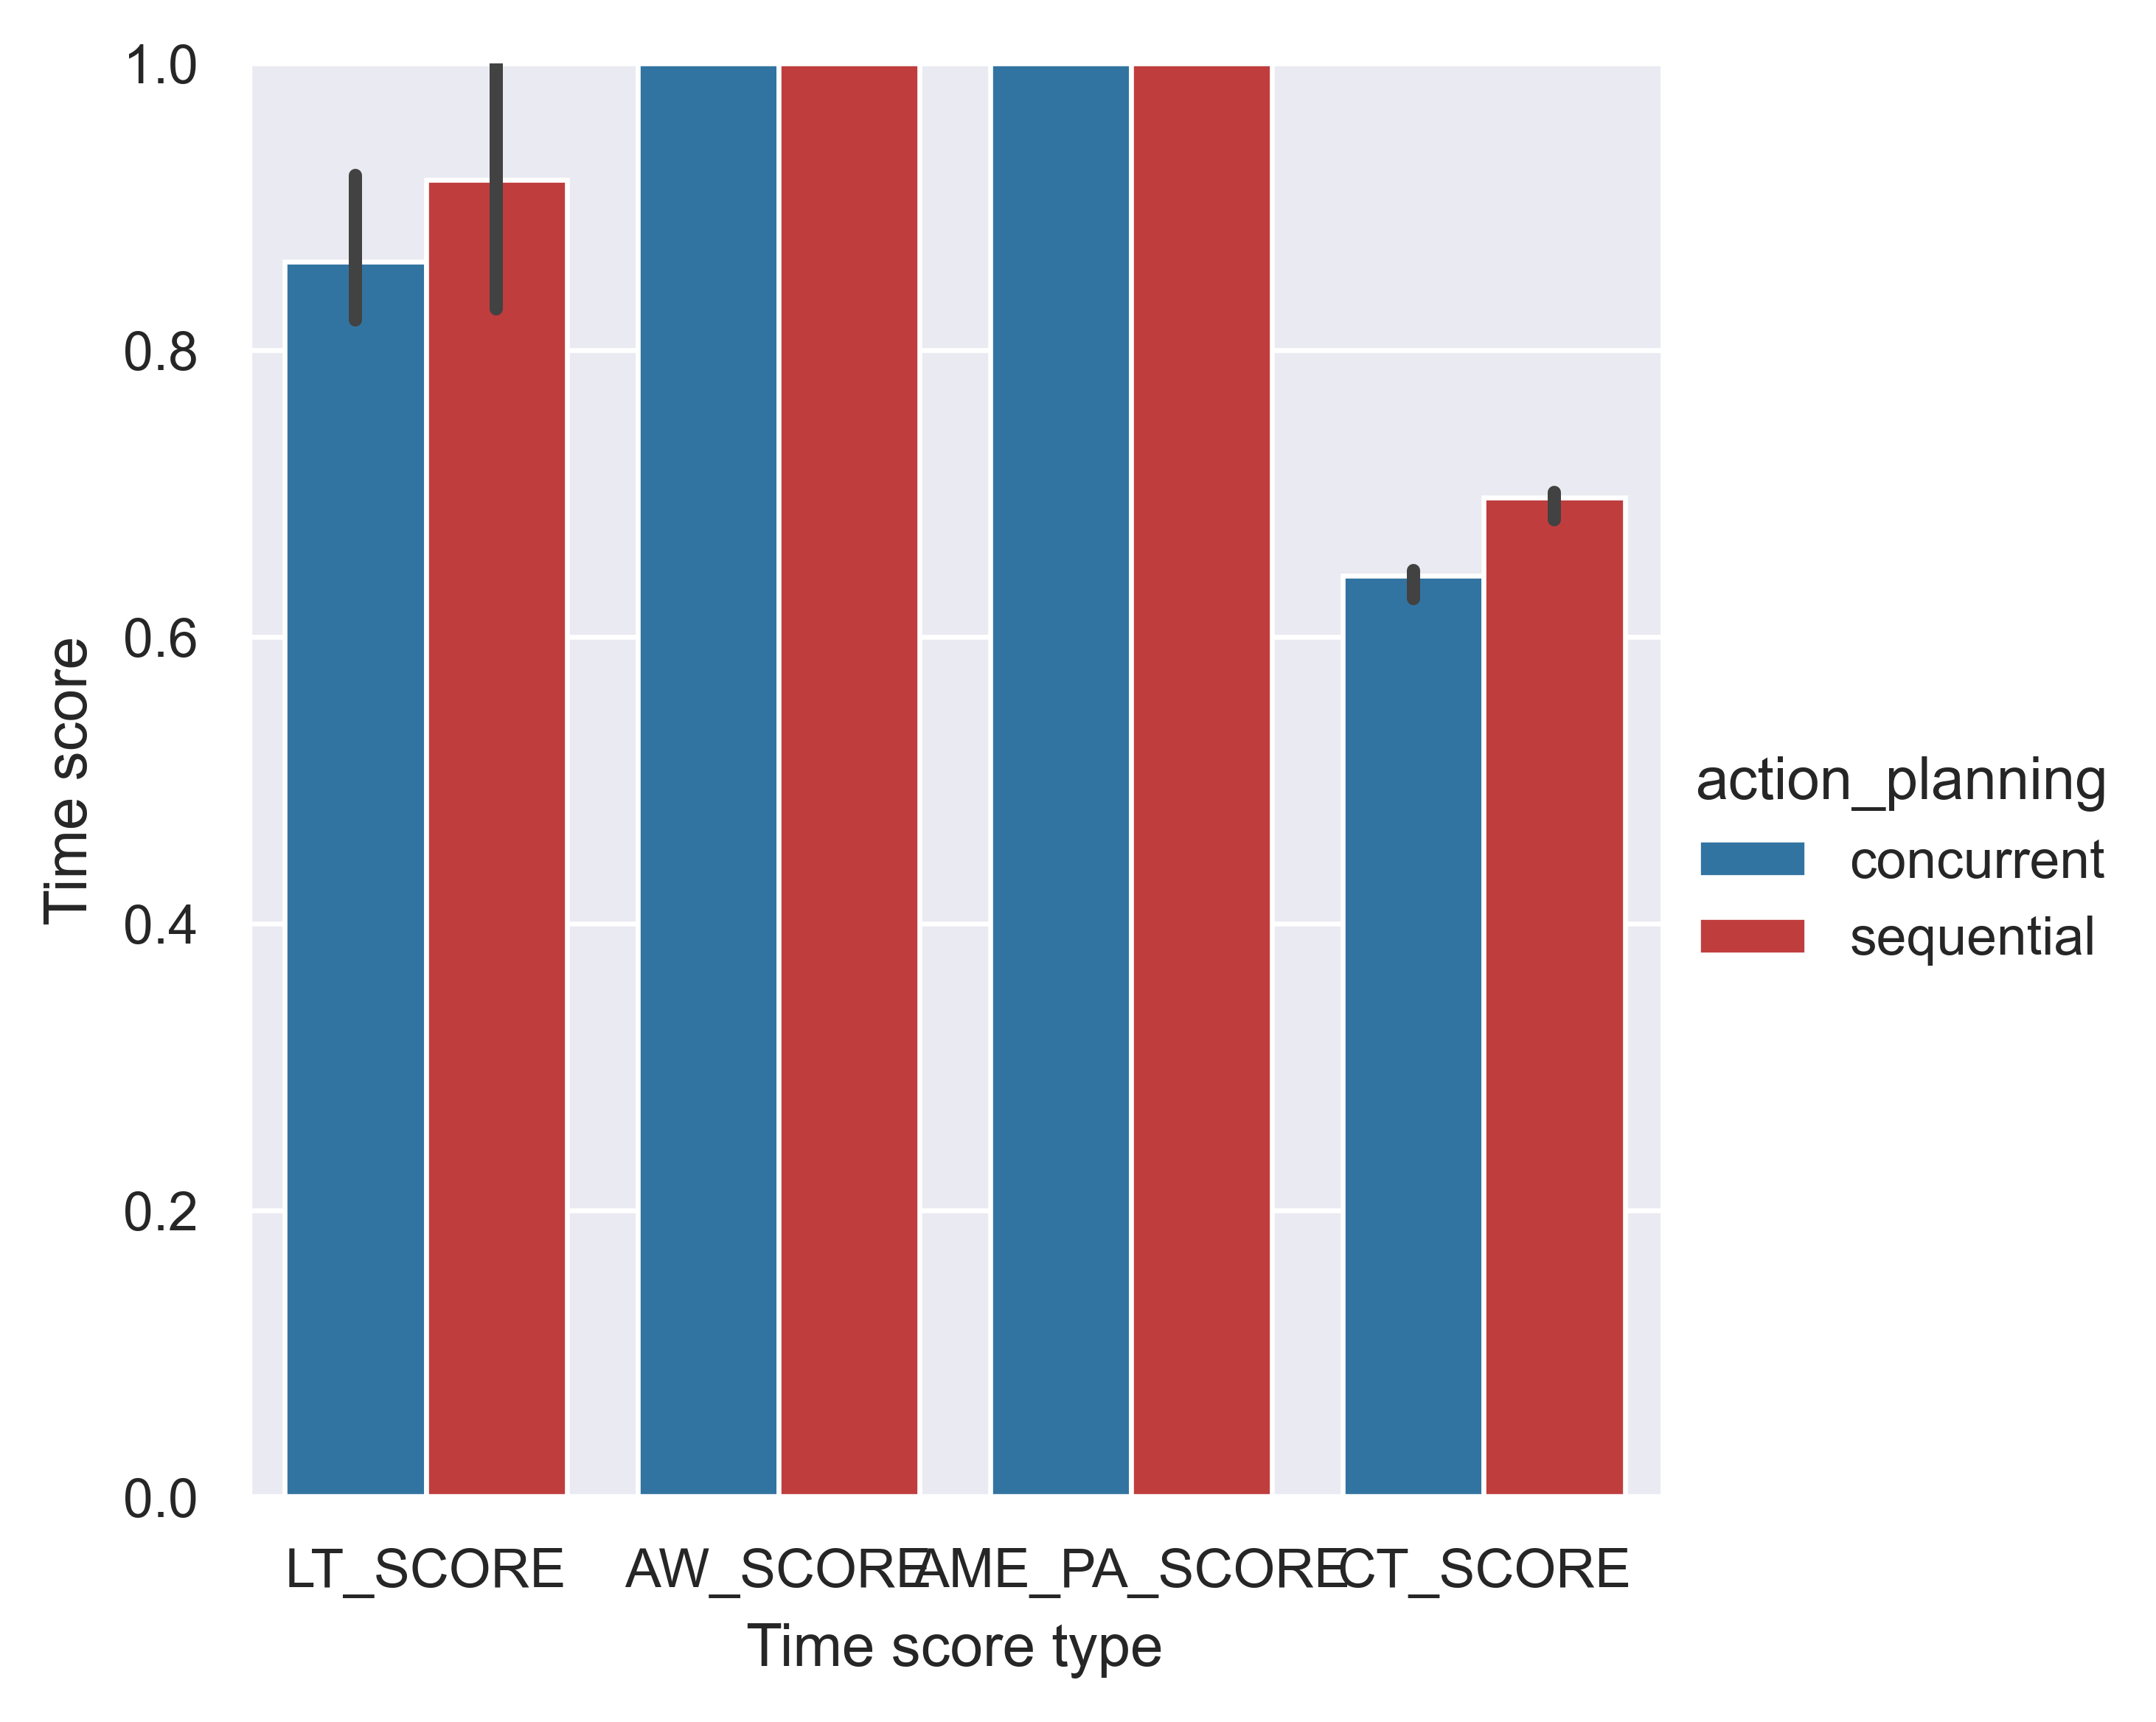 1.0
0.8
0.6
0.4
0.2
0.0
Time score
LT_SCORE AW_SCORE AME_PA_SCORE CT_SCORE
Time score type
action_planning
concurrent
sequential